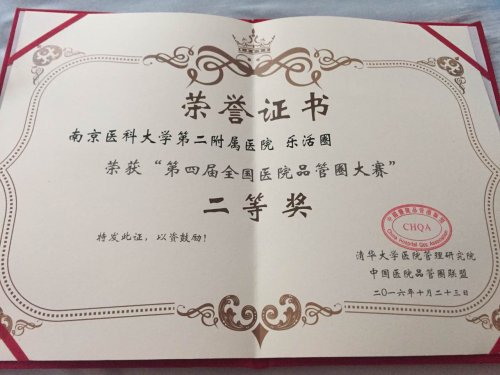 荣誉证书
南京医科大学第二附属医院 乐活圈
荣获“第四届全国医院品管圈大赛”
二等奖
特发此证，以资鼓励！
CHQA
China Hospital Qcc Association
清华大学医院管理研究院
中国医院品管圈联盟
二〇一六年十月二十三日